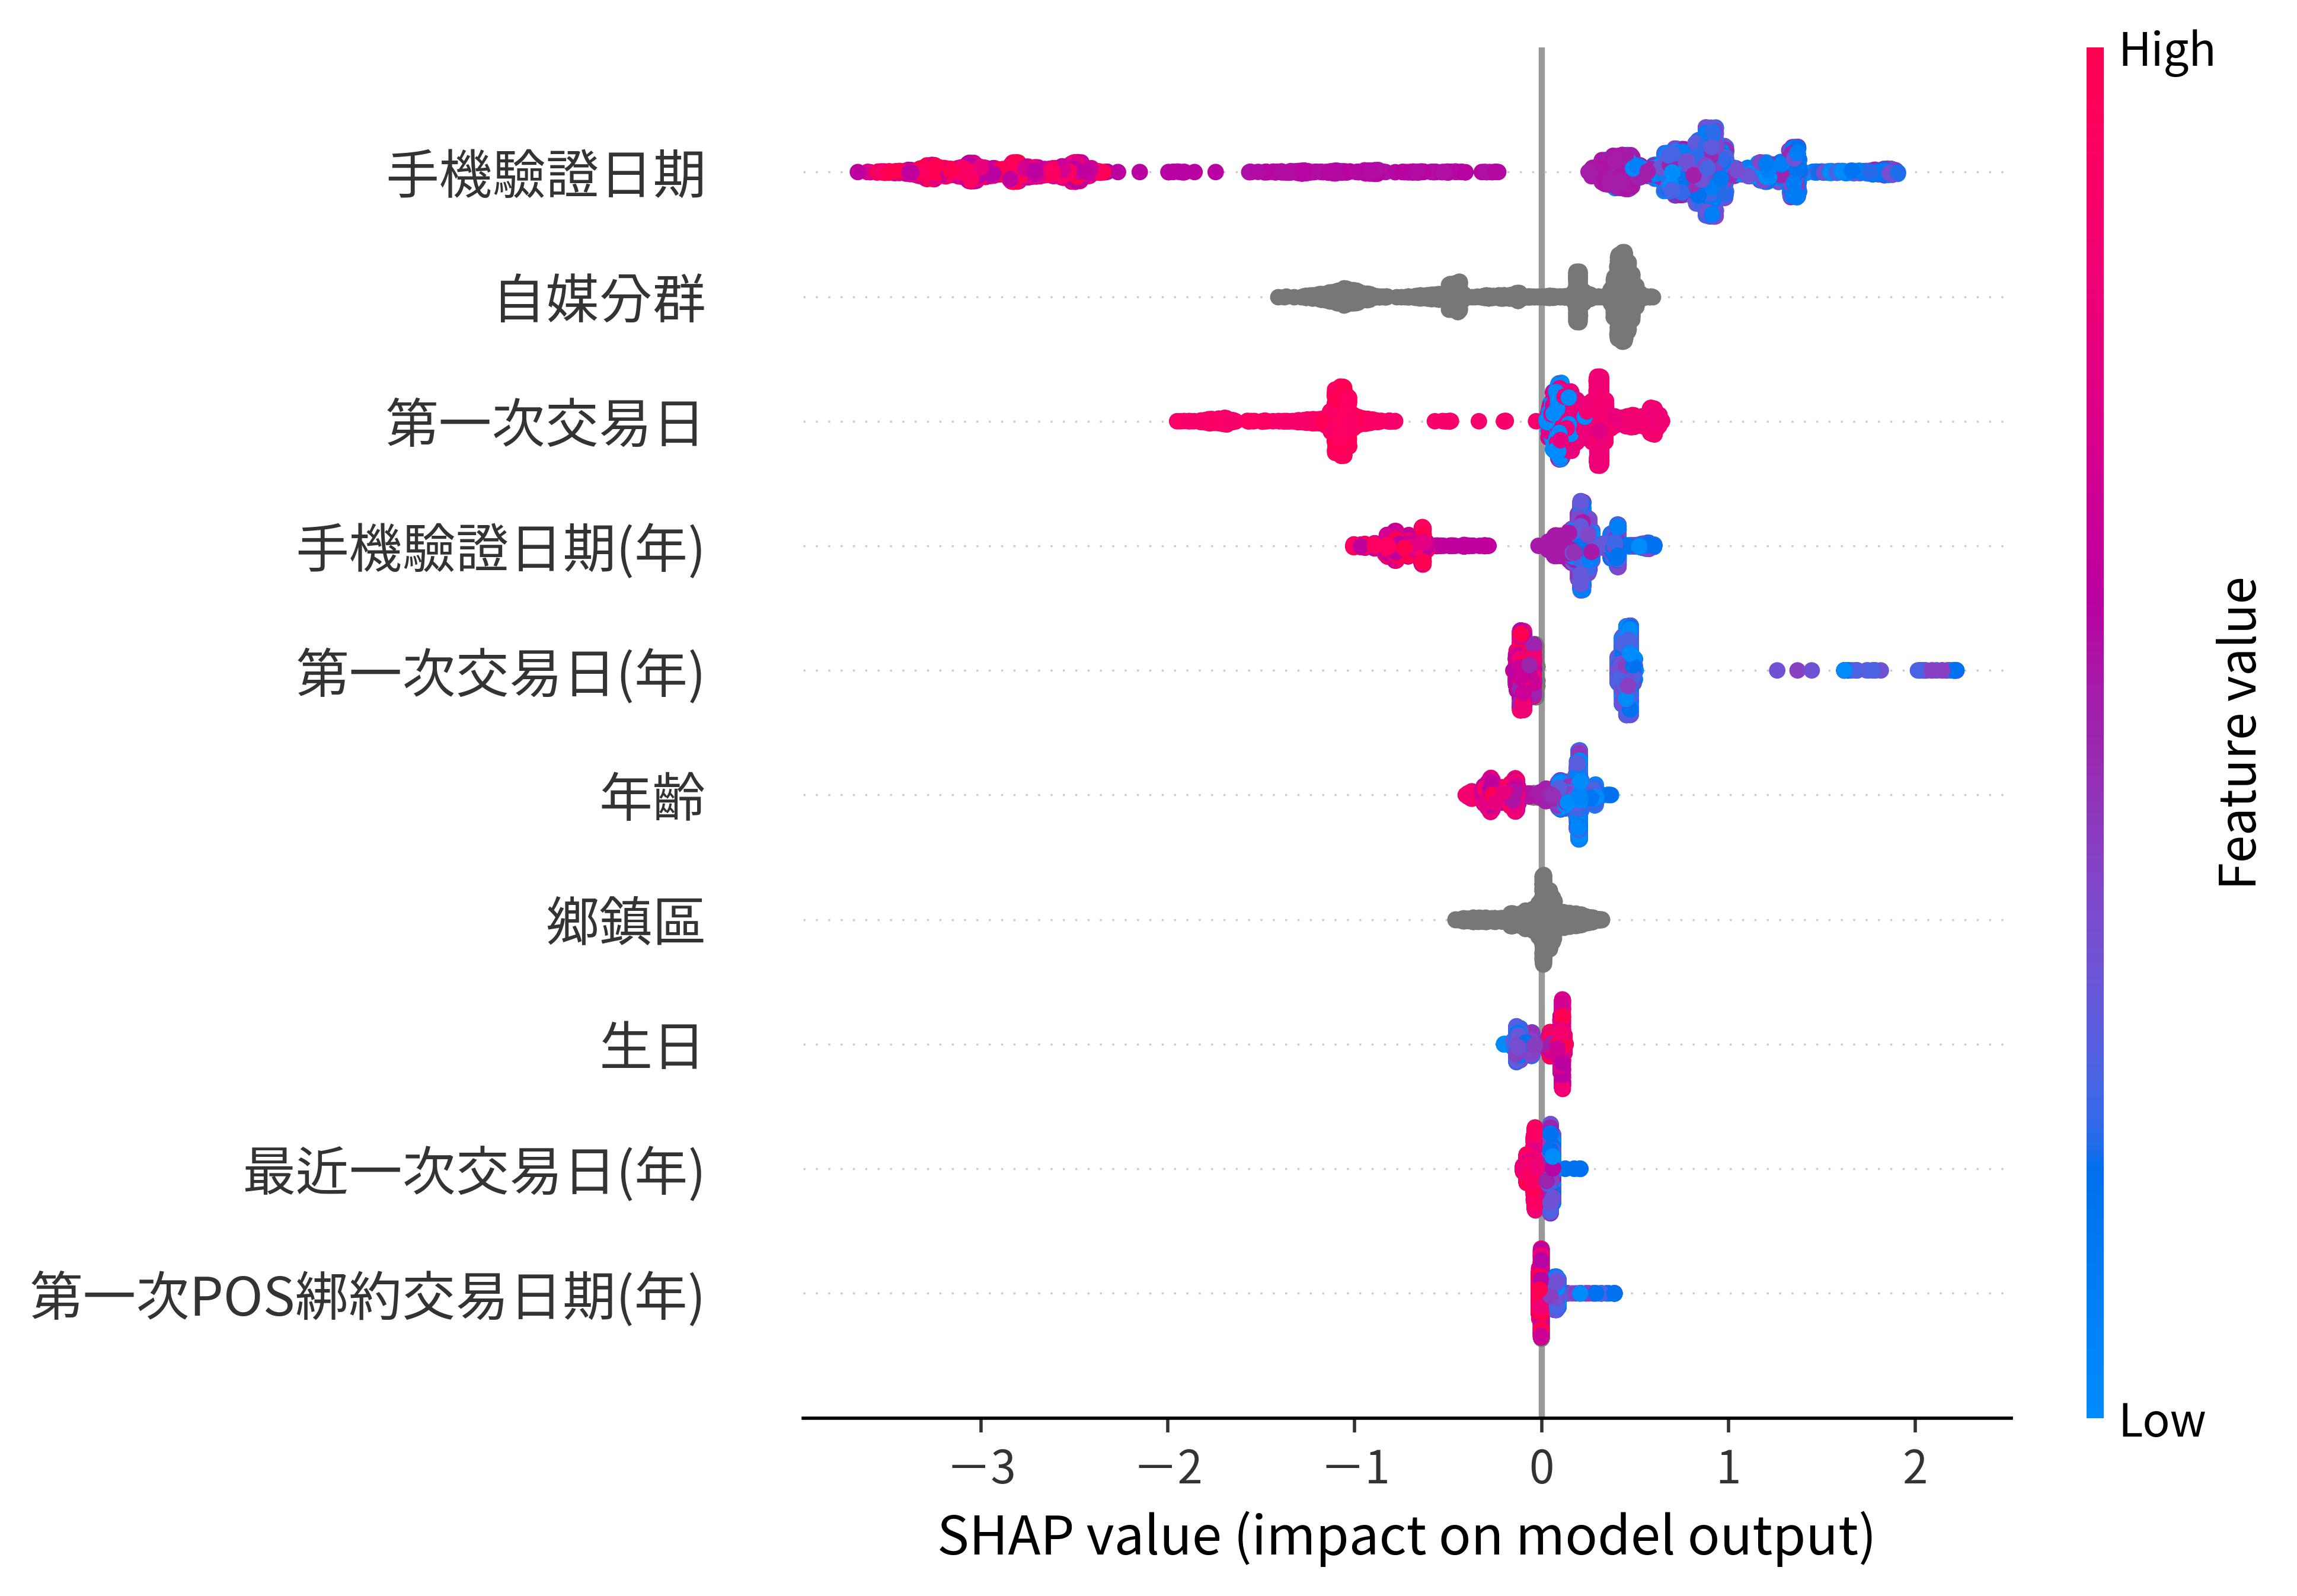 High
手機驗證日期
自媒分群
第一次交易日
手機驗證日期(年)
第一次交易日(年)
年齡
鄉鎮區
生日
最近一次交易日(年)
第一次POS綁約交易日期(年)
Feature value
Low
−3
−2
−1
0
1
2
SHAP value (impact on model output)